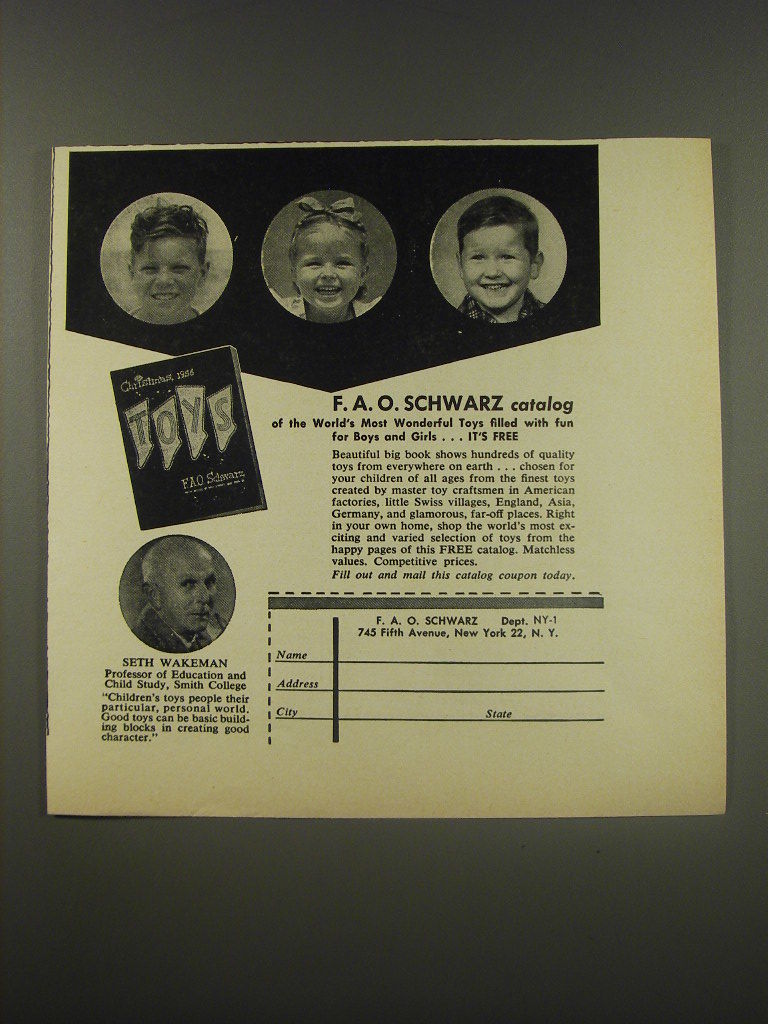 Christmas, 1956
TOYS
F.A.O Schwarz
F. A. O. SCHWARZ catalog
of the World's Most Wonderful Toys filled with fun
for Boys and Girls . . . IT'S FREE
Beautiful big book shows hundreds of quality
toys from everywhere on earth . . . chosen for
your children of all ages from the finest toys
created by master toy craftsmen in American
factories, little Swiss villages, England, Asia,
Germany, and glamorous, far-off places. Right
in your own home, shop the world's most ex-
citing and varied selection of toys from the
happy pages of this FREE catalog. Matchless
values. Competitive prices.
Fill out and mail this catalog coupon today.
SETH WAKEMAN
Professor of Education and
Child Study, Smith College
"Children's toys people their
particular, personal world.
Good toys can be basic build-
ing blocks in creating good
character."
F. A. O. SCHWARZ Dept. NY-1
745 Fifth Avenue, New York 22, N. Y.
Name
Address
City State